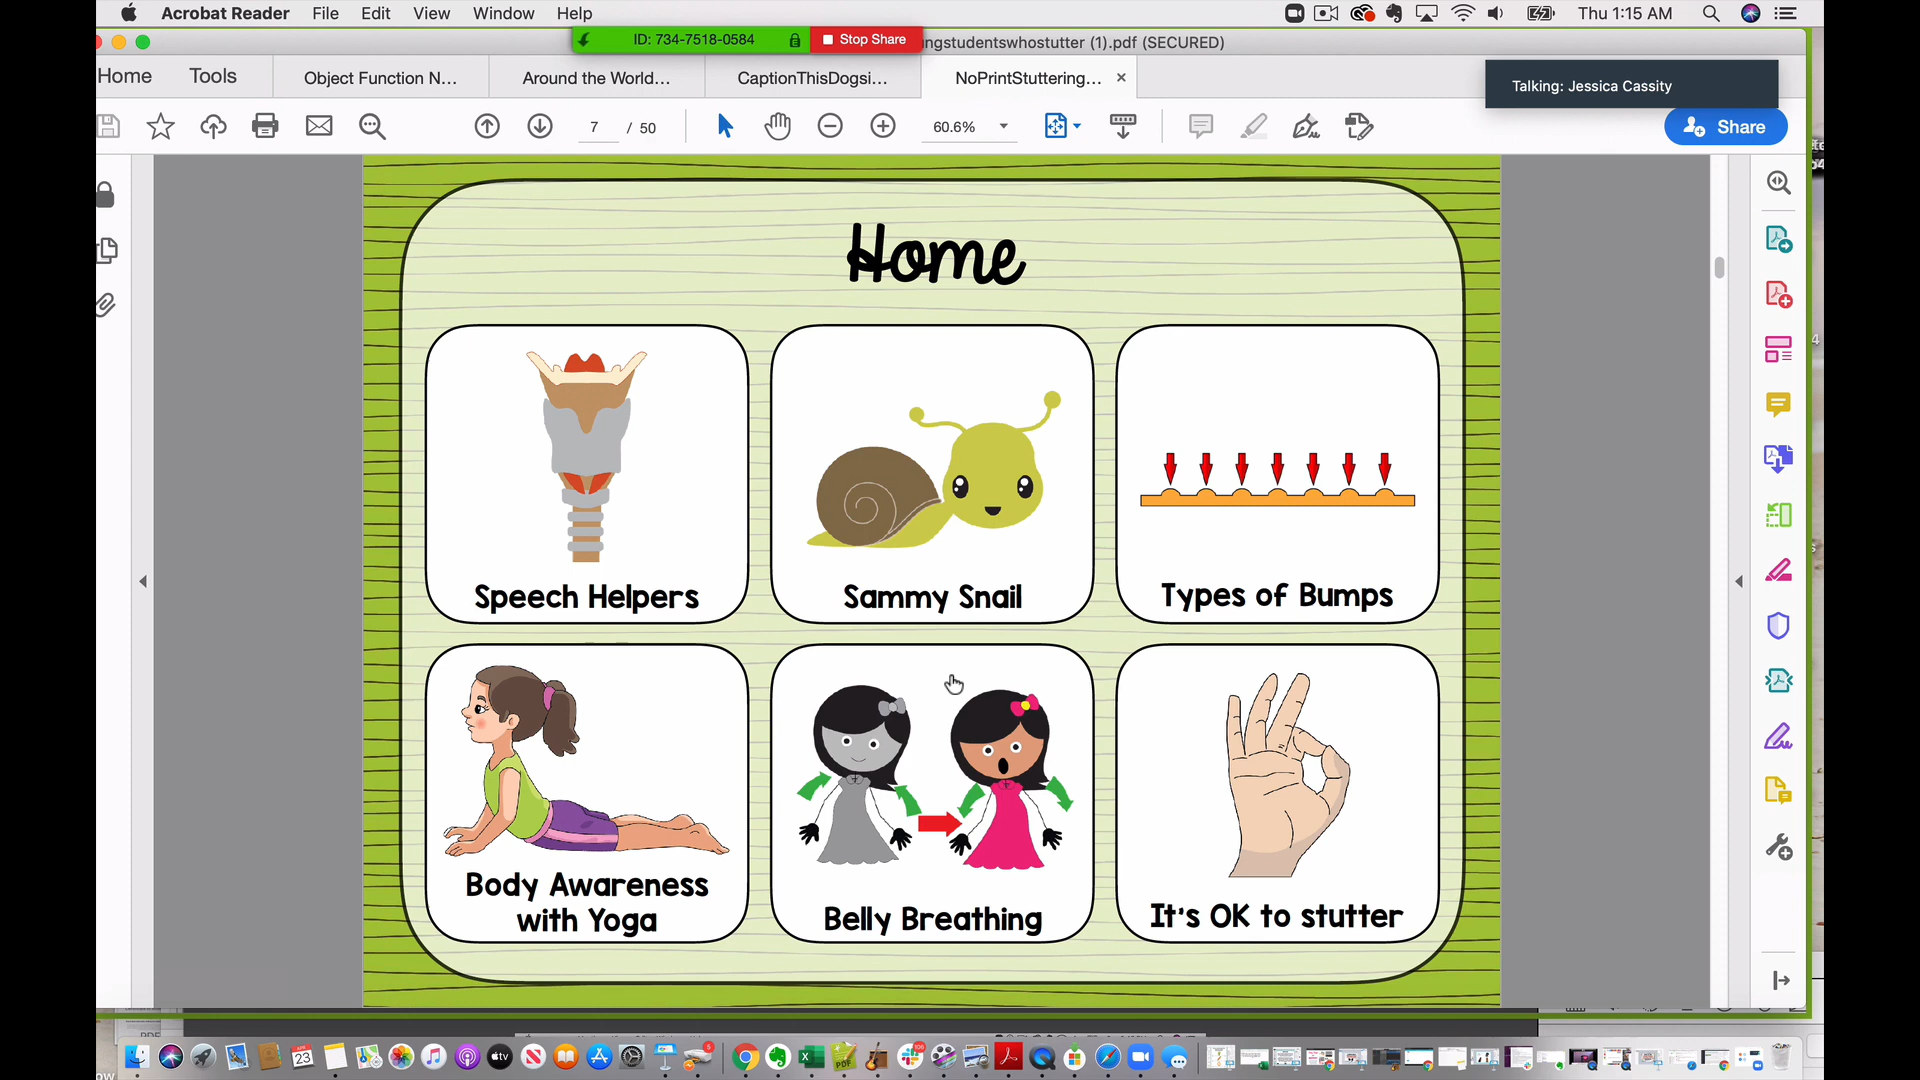 Acrobat Reader File Edit View Window Help Thu 1:15 AM
ID: 734-7518-0584 Stop Share ngstudentswhostutter (1).pdf (SECURED)
Home Tools Object Function N... Around the World... CaptionThisDogsi... NoPrintStuttering...
Talking: Jessica Cassity
7 / 50 60.6% Share
Home
Speech Helpers Sammy Snail Types of Bumps
Body Awareness
with Yoga
Belly Breathing It's OK to stutter